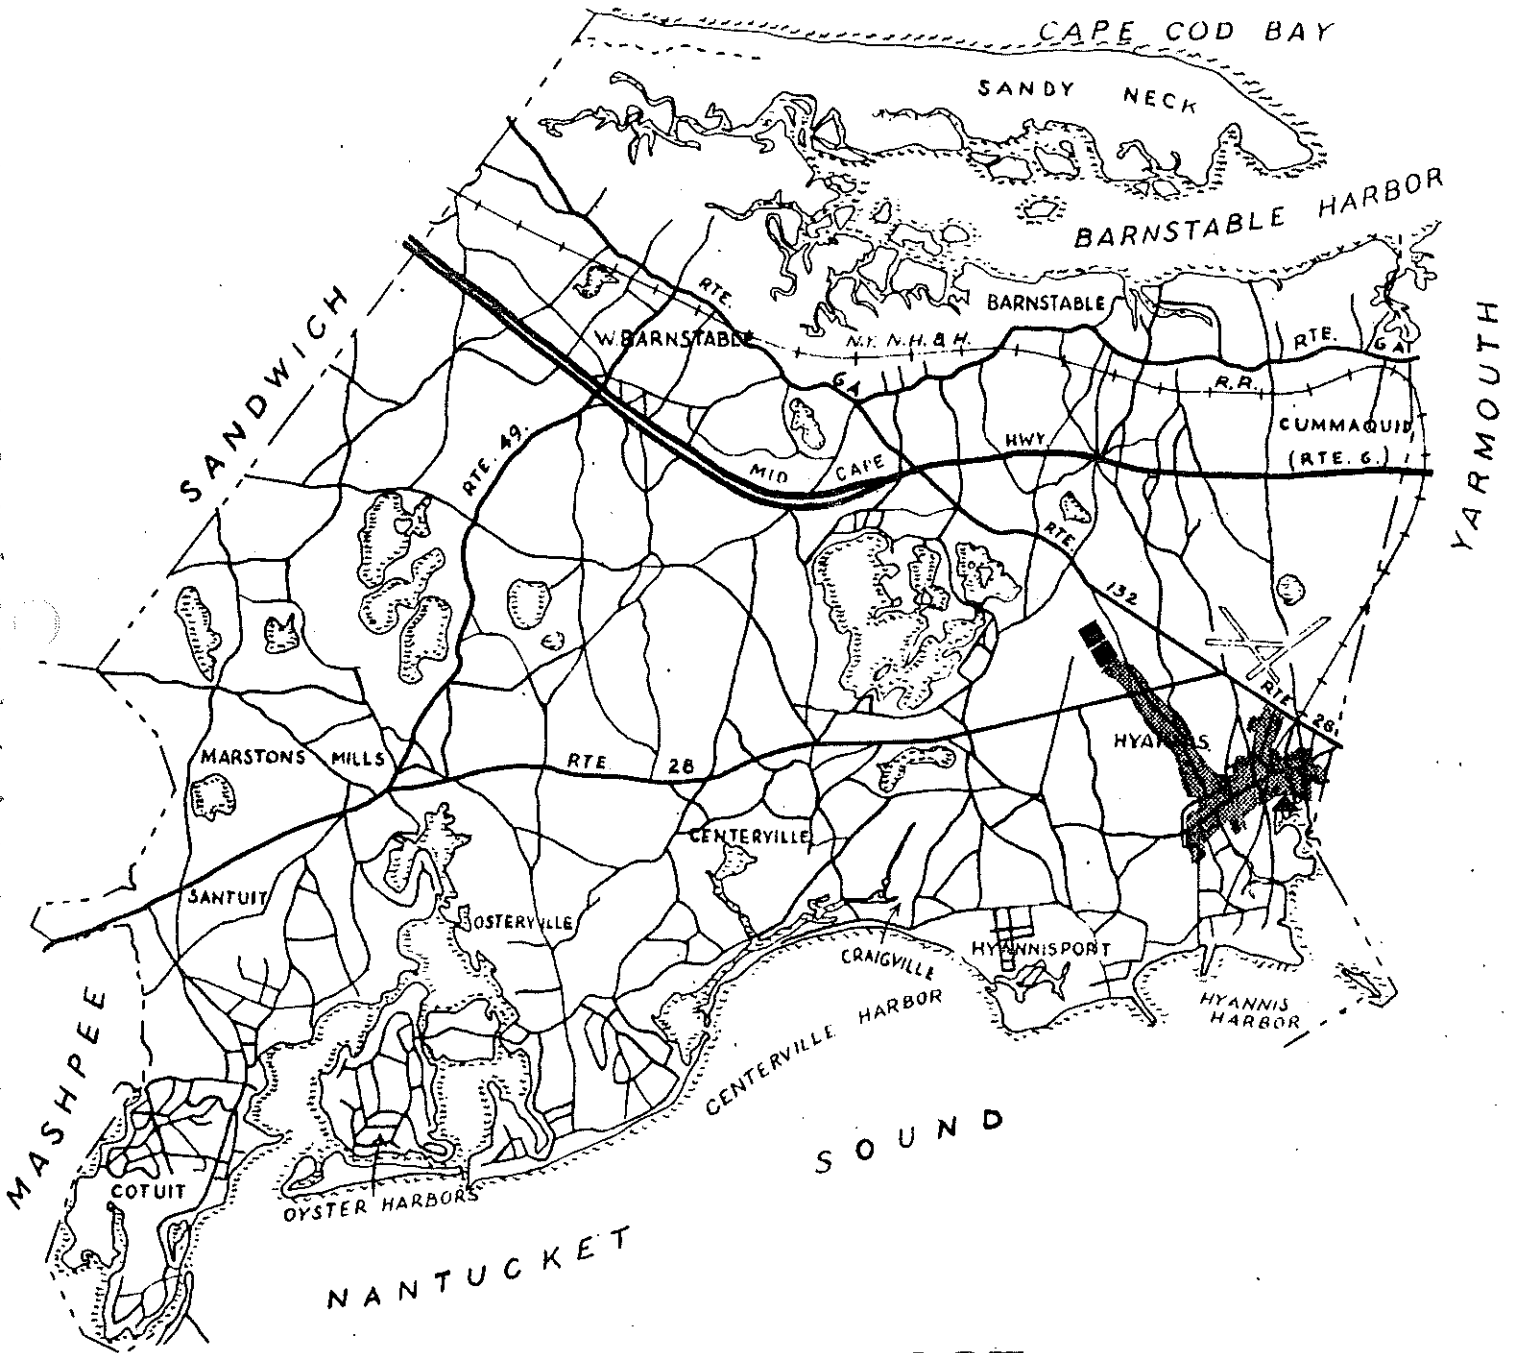 CAPE COD BAY
SANDY NECK
BARNSTABLE HARBOR
SANDWICH
RTE.
BARNSTABLE
W. BARNSTABLE
N.Y. N.H. & H.
RTE. 6A
R.R.
YARMOUTH
6A
CUMMAQUID
RTE. 49.
HWY.
MID CAPE
(RTE. 6.)
RTE.
132
RTE. 28.
HYANNIS
MARSTONS MILLS
RTE. 28
CENTERVILLE
SANTUIT
OSTERVILLE
CRAIGVILLE
HYANNISPORT
HYANNIS
HARBOR
CENTERVILLE HARBOR
MASHPEE
COTUIT
OYSTER HARBORS
NANTUCKET SOUND